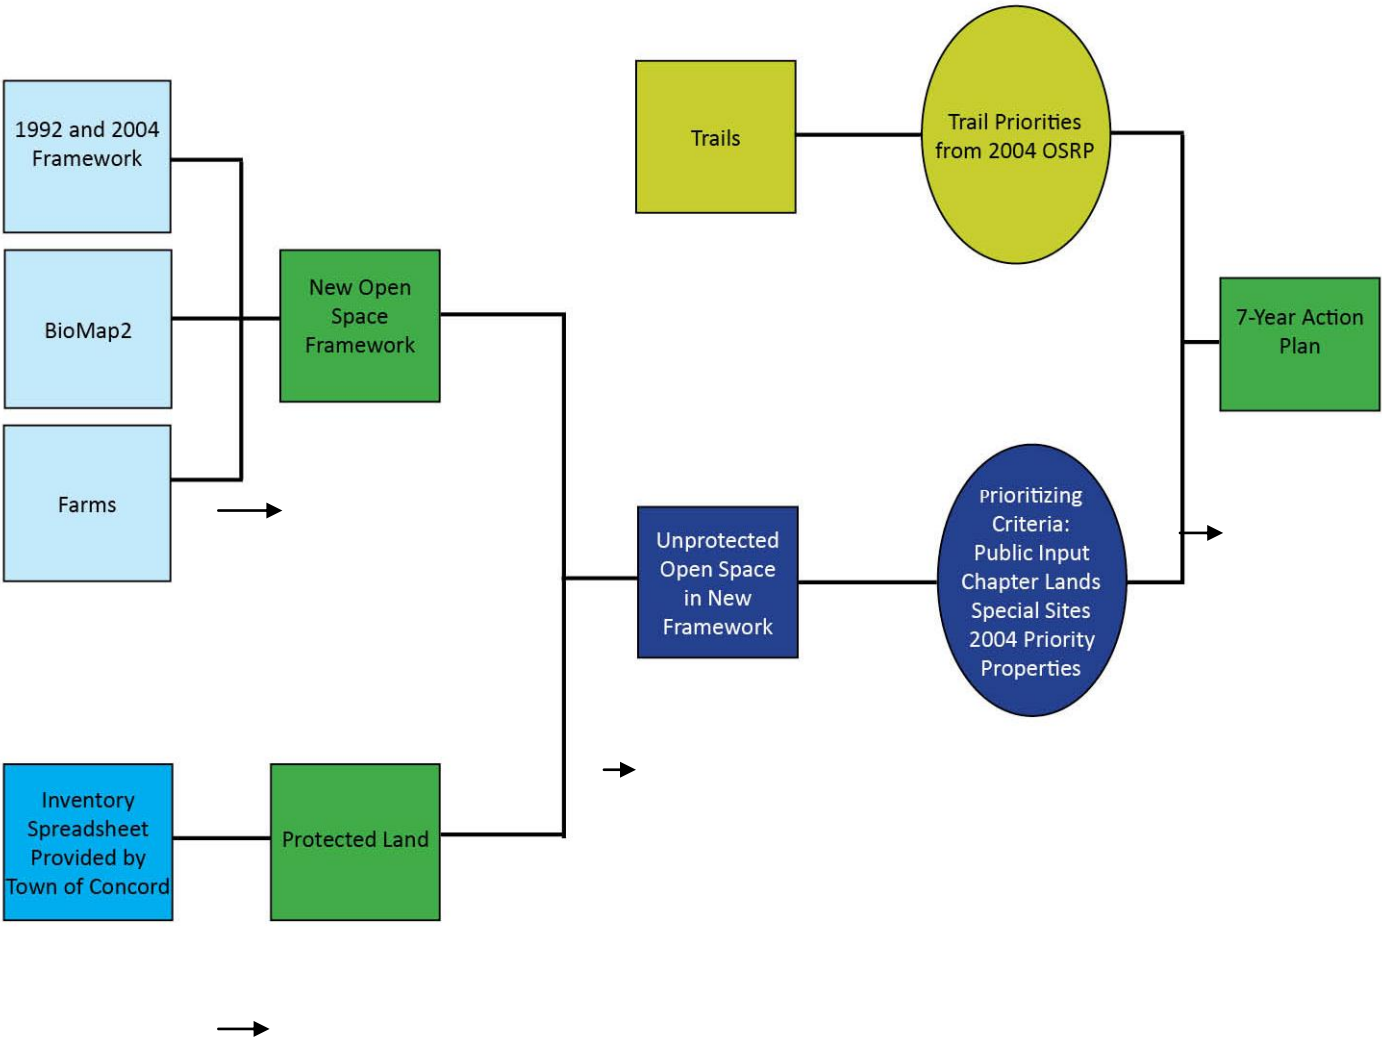 1992 and 2004
Framework
BioMap2
Farms
New Open
Space
Framework
Trails
Trail Priorities
from 2004 OSRP
7-Year Action
Plan
Unprotected
Open Space
in New
Framework
Prioritizing
Criteria:
Public Input
Chapter Lands
Special Sites
2004 Priority
Properties
Inventory
Spreadsheet
Provided by
Town of Concord
Protected Land